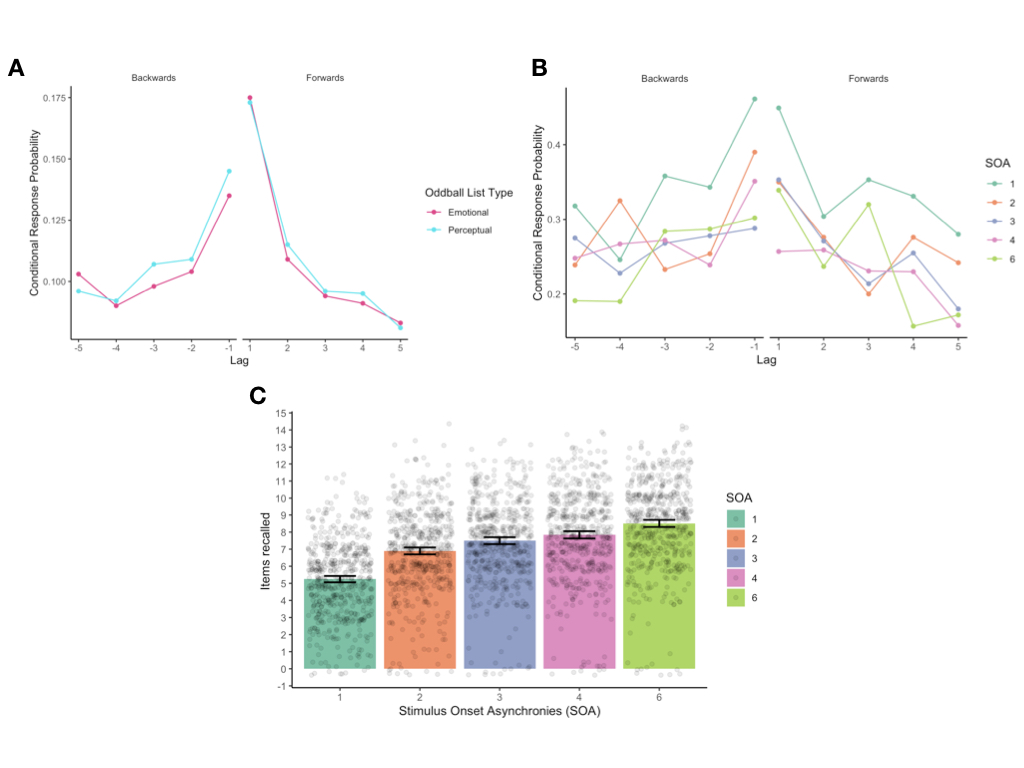 A
Backwards
Forwards
Conditional Response Probability
0.175
0.150
0.125
0.100
-5 -4 -3 -2 -1 1 2 3 4 5
Lag
Oddball List Type
Emotional
Perceptual
B
Backwards
Forwards
Conditional Response Probability
0.4
0.3
0.2
-5 -4 -3 -2 -1 1 2 3 4 5
Lag
SOA
1
2
3
4
6
C
Items recalled
15
14
13
12
11
10
9
8
7
6
5
4
3
2
1
0
-1
1 2 3 4 6
Stimulus Onset Asynchronies (SOA)
SOA
1
2
3
4
6